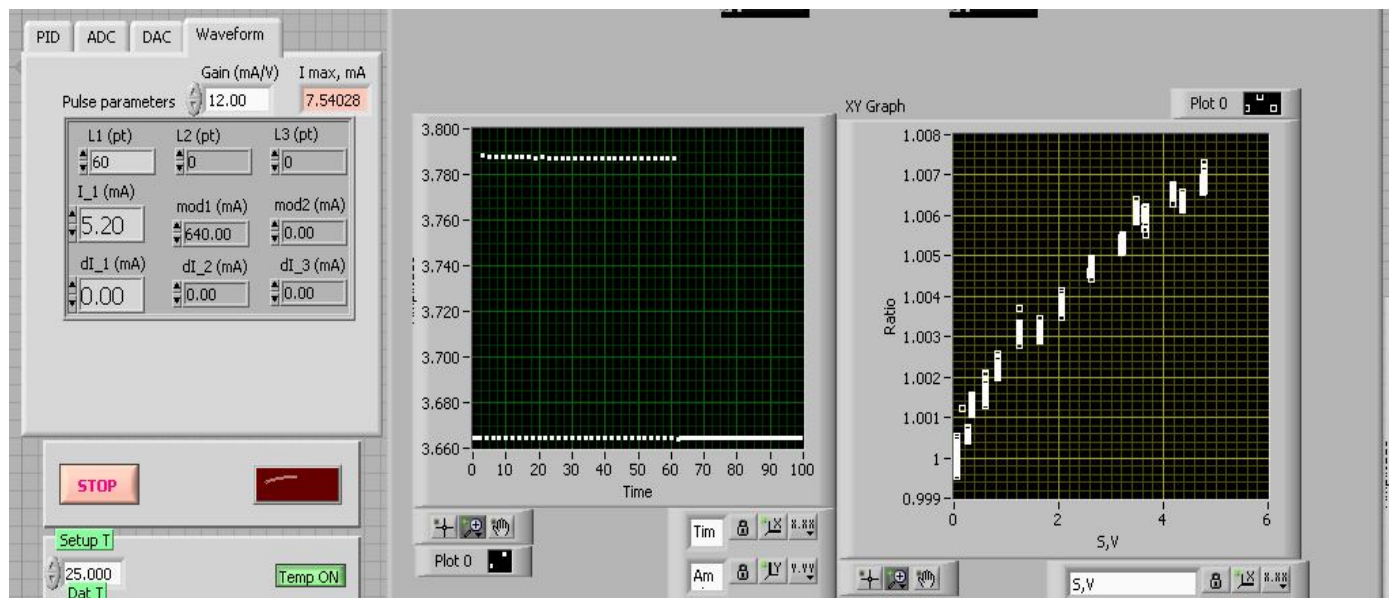 PID ADC DAC Waveform
Gain (mA/V) I max, mA
Pulse parameters 12.00 7.54028
L1 (pt) L2 (pt) L3 (pt)
60 0 0
I_1 (mA) mod1 (mA) mod2 (mA)
5.20 640.00 0.00
dI_1 (mA) dI_2 (mA) dI_3 (mA)
0.00 0.00 0.00
STOP
Setup T
25.000 Temp ON
Dat T
3.800
3.780
3.760
3.740
3.720
3.700
3.680
3.660
0 10 20 30 40 50 60 70 80 90 100
Time
Plot 0
Tim X.XX
Am Y.YY
XY Graph Plot 0
1.008
1.007
1.006
1.005
1.004
1.003
1.002
1.001
1
0.999
Ratio
0 2 4 6
S,V
S,V X.XX